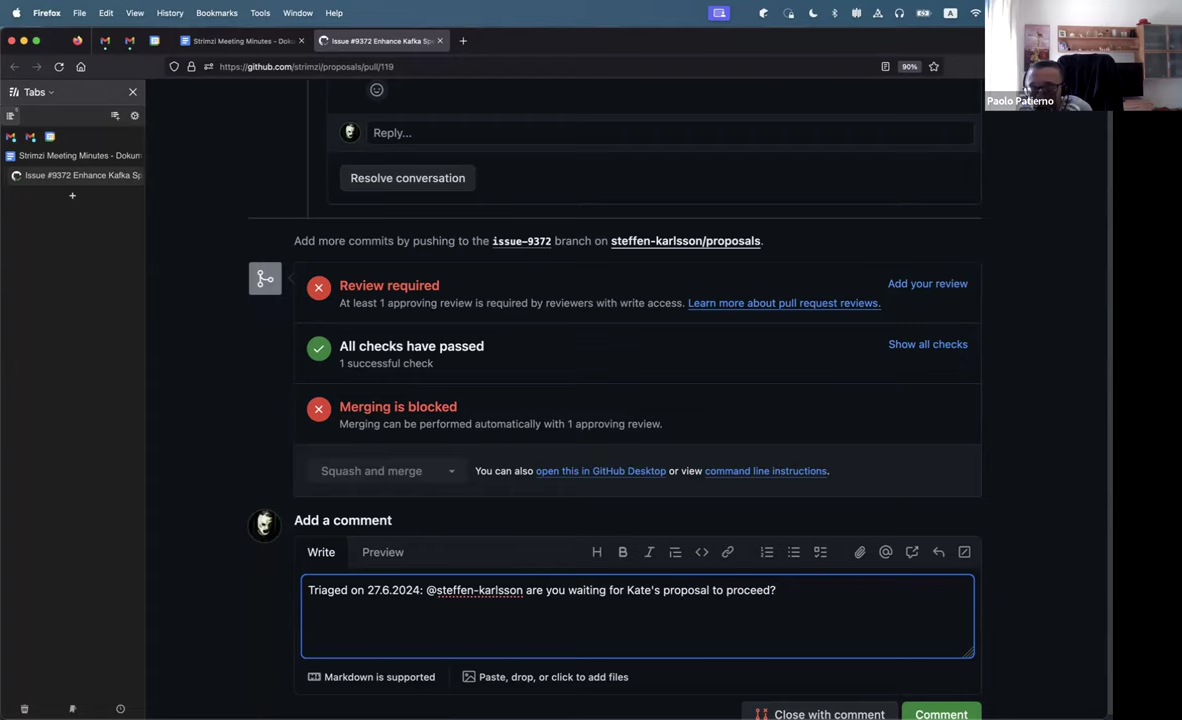 Firefox File Edit View History Bookmarks Tools Window Help
A
Strimzi Meeting Minutes - Doku
Issue #9372 Enhance Kafka Spe
https://github.com/strimzi/proposals/pull/119
90%
Tabs
Paolo Patierno
Strimzi Meeting Minutes - Dokum
Issue #9372 Enhance Kafka Sp
Reply...
Resolve conversation
Add more commits by pushing to the issue-9372 branch on steffen-karlsson/proposals.
Review required
Add your review
At least 1 approving review is required by reviewers with write access. Learn more about pull request reviews.
All checks have passed
Show all checks
1 successful check
Merging is blocked
Merging can be performed automatically with 1 approving review.
Squash and merge
You can also open this in GitHub Desktop or view command line instructions.
Add a comment
Write Preview
Triaged on 27.6.2024: @steffen-karlsson are you waiting for Kate's proposal to proceed?
Markdown is supported
Paste, drop, or click to add files
Close with comment
Comment